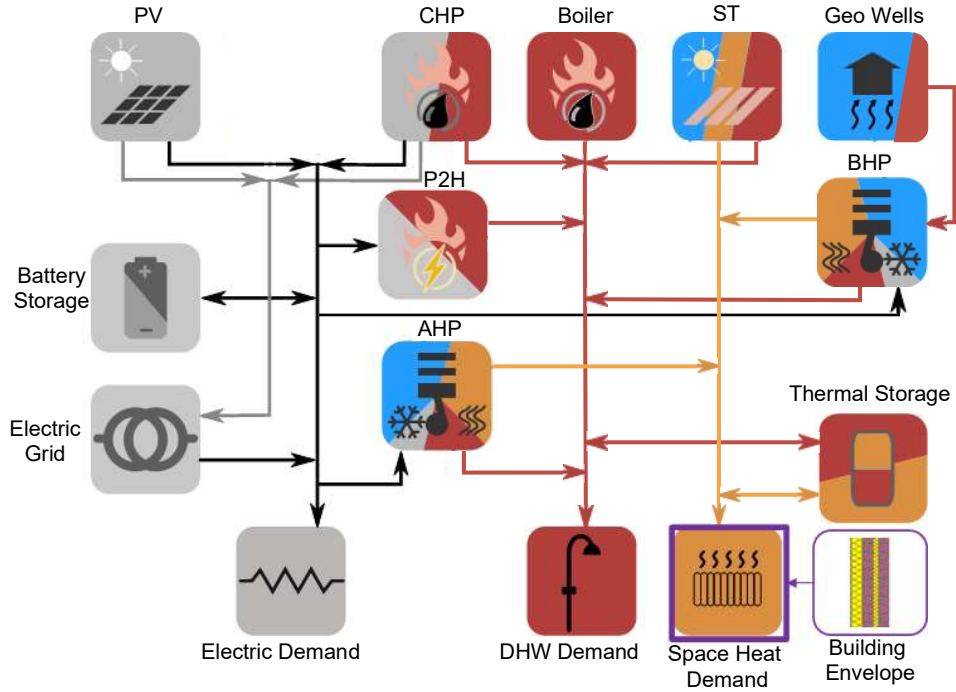 PV
CHP
Boiler
ST
Geo Wells
P2H
BHP
Battery
Storage
AHP
Thermal Storage
Electric
Grid
Electric Demand
DHW Demand
Space Heat
Demand
Building
Envelope